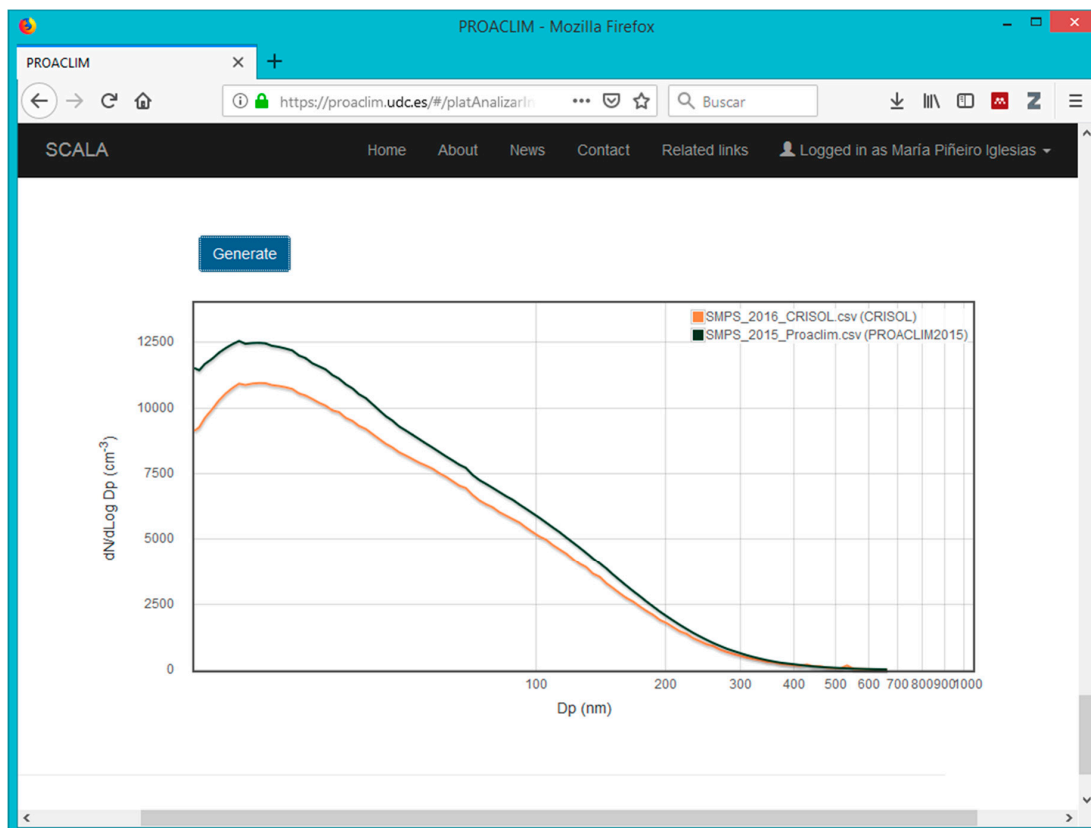 PROACLIM - Mozilla Firefox
PROACLIM
https://proaclim.udc.es/#/platAnalizarIn
Buscar
SCALA Home About News Contact Related links Logged in as María Piñeiro Iglesias
Generate
SMPS_2016_CRISOL.csv (CRISOL)
SMPS_2015_Proaclim.csv (PROACLIM2015)
12500
10000
7500
5000
2500
0
dN/dLog Dp (cm⁻³)
100 200 300 400 500 600 700 800 900 1000
Dp (nm)